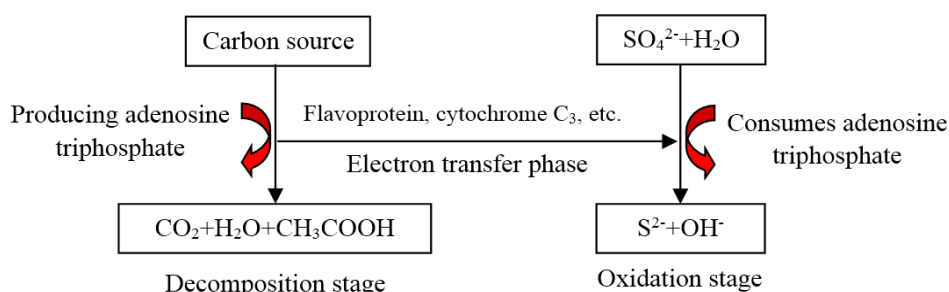 Carbon source
SO₄²⁻+H₂O
Producing adenosine
triphosphate
Flavoprotein, cytochrome C₃, etc.
Electron transfer phase
Consumes adenosine
triphosphate
CO₂+H₂O+CH₃COOH
S²⁻+OH⁻
Decomposition stage
Oxidation stage